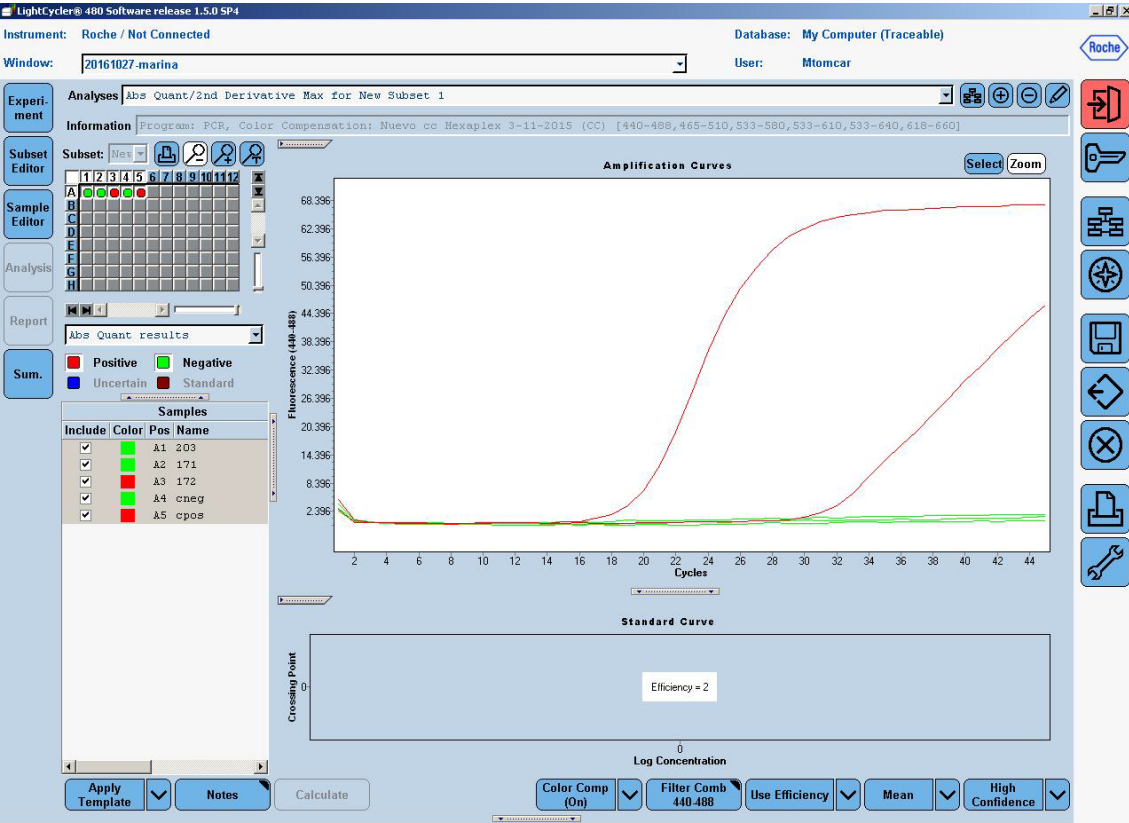 LightCycler® 480 Software release 1.5.0 SP4
Instrument: Roche / Not Connected Database: My Computer (Traceable)
Window: 20161027-marina User: Mtomcar
Roche
Experi-
ment
Subset
Editor
Sample
Editor
Analysis
Report
Sum.
Analyses Abs Quant/2nd Derivative Max for New Subset 1
Information Program: PCR, Color Compensation: Nuevo cc Hexaplex 3-11-2015 (CC) [440-488,465-510,533-580,533-610,533-640,618-660]
Subset: Nev
1 2 3 4 5 6 7 8 9 10 11 12
A
B
C
D
E
F
G
H
Abs Quant results
Positive Negative
Uncertain Standard
Samples
Include Color Pos Name
A1 203
A2 171
A3 172
A4 cneg
A5 cpos
Amplification Curves
Select Zoom
Fluorescence (440-488)
68.396
62.396
56.396
50.396
44.396
38.396
32.396
26.396
20.396
14.396
8.396
2.396
2 4 6 8 10 12 14 16 18 20 22 24 26 28 30 32 34 36 38 40 42 44
Cycles
Standard Curve
Crossing Point
0
Efficiency = 2
0
Log Concentration
Apply
Template
Notes
Calculate
Color Comp
(On)
Filter Comb
440-488
Use Efficiency
Mean
High
Confidence